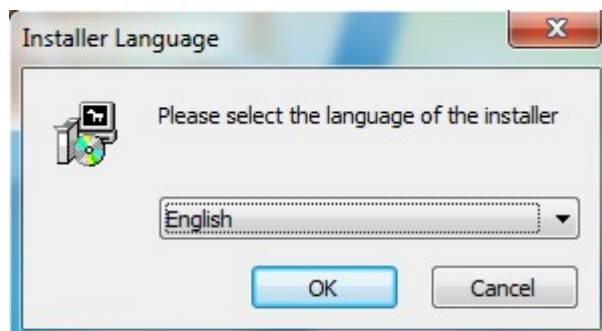 Installer Language
Please select the language of the installer
English
OK
Cancel